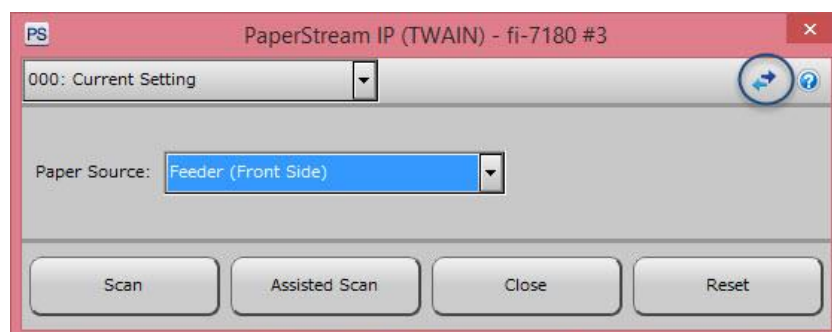 PS PaperStream IP (TWAIN) - fi-7180 #3
000: Current Setting
Paper Source: Feeder (Front Side)
Scan Assisted Scan Close Reset